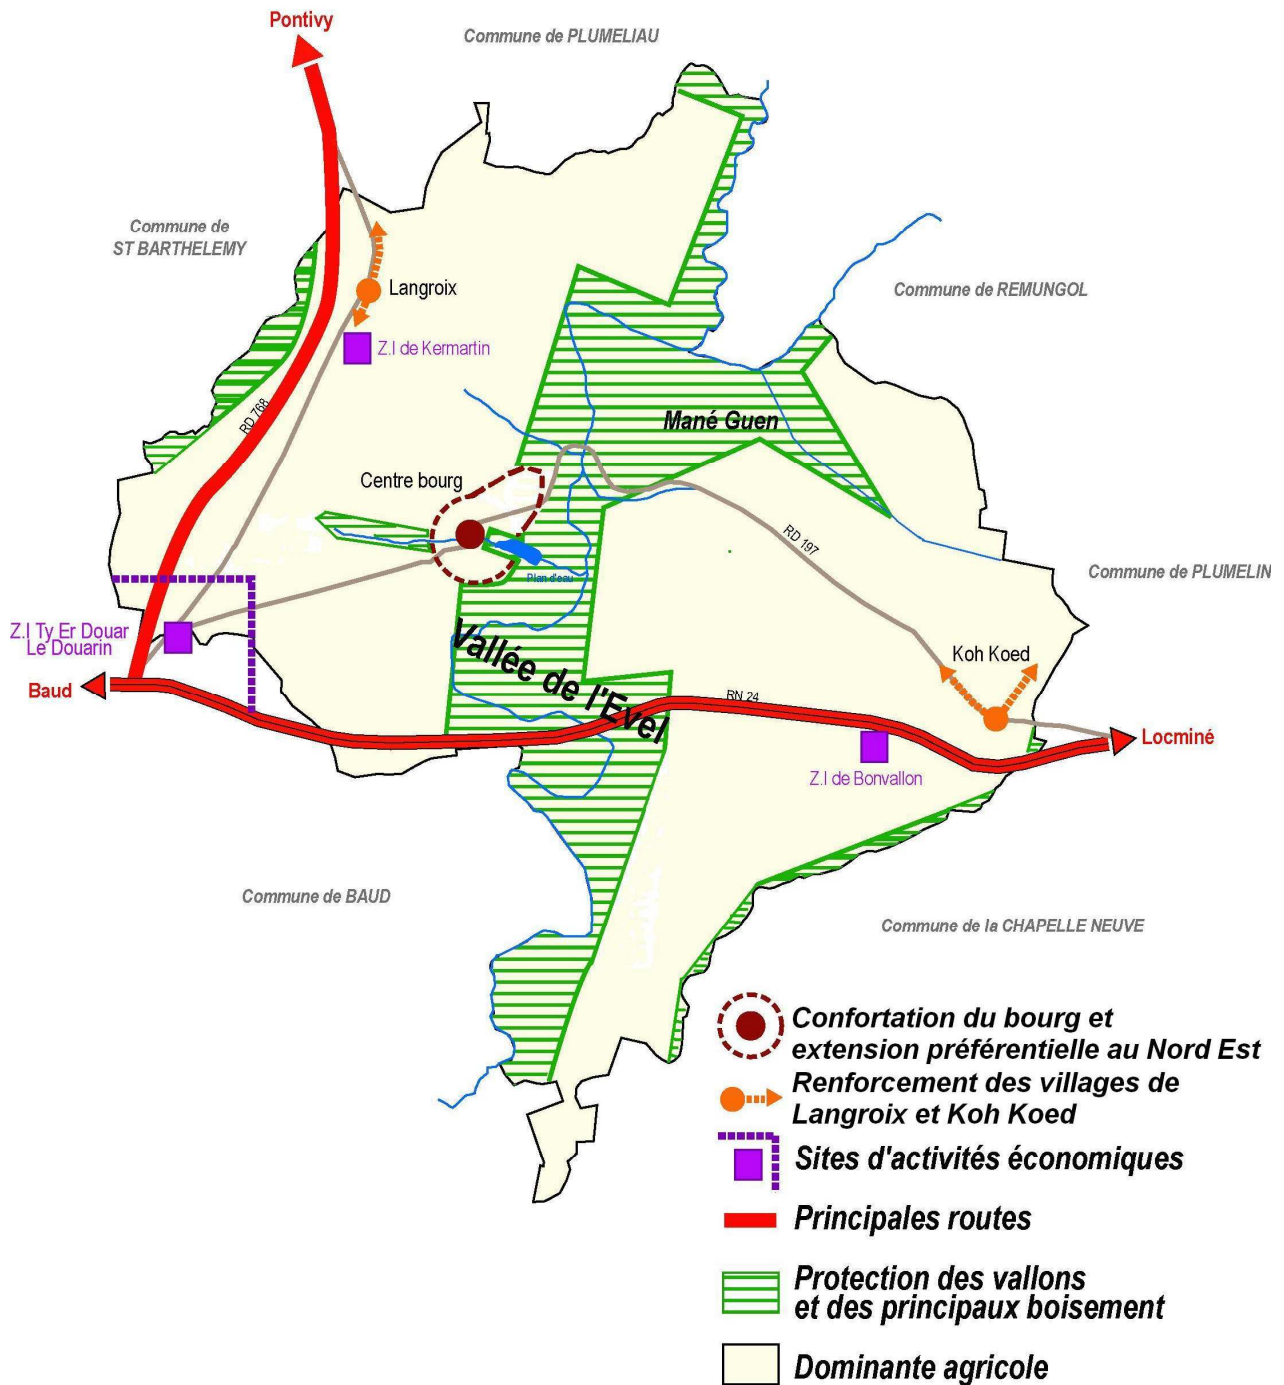 Pontivy
Commune de PLUMELIAU
Commune de
ST BARTHELEMY
Langroix
Commune de REMUNGOL
Z.I de Kermartin
RD 768
Mané Guen
Centre bourg
RD 197
Commune de PLUMELIN
Plan d'eau
Z.I Ty Er Douar
Le Douarin
Vallée de l'Evel
Koh Koed
Baud
RN 24
Locminé
Z.I de Bonvallon
Commune de BAUD
Commune de la CHAPELLE NEUVE
Confortation du bourg et
extension préférentielle au Nord Est
Renforcement des villages de
Langroix et Koh Koed
Sites d'activités économiques
Principales routes
Protection des vallons
et des principaux boisement
Dominante agricole